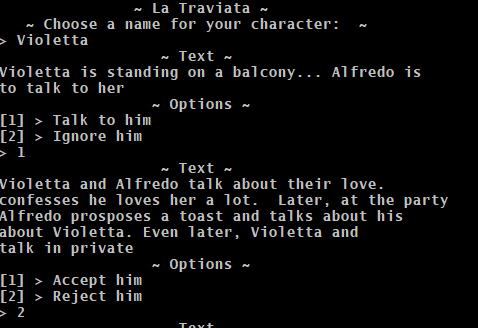 ~ La Traviata ~
~ Choose a name for your character:  ~
> Violetta
~ Text ~
Violetta is standing on a balcony... Alfredo is
to talk to her
~ Options ~
[1] > Talk to him
[2] > Ignore him
> 1
~ Text ~
Violetta and Alfredo talk about their love.
confesses he loves her a lot.  Later, at the party
Alfredo prosposes a toast and talks about his
about Violetta. Even later, Violetta and
talk in private
~ Options ~
[1] > Accept him
[2] > Reject him
> 2
~ Text ~